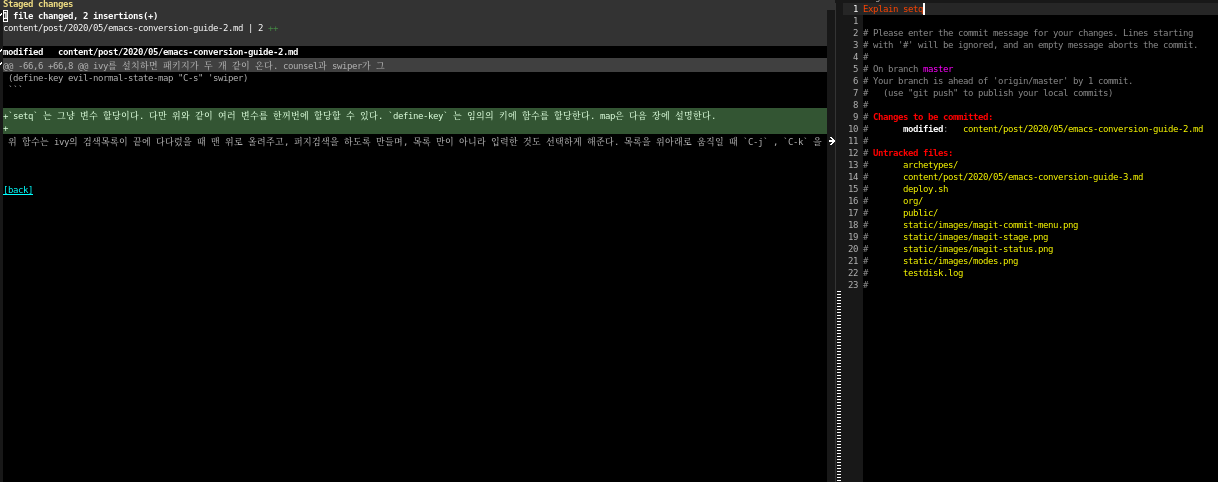 Staged changes
1 file changed, 2 insertions(+)
content/post/2020/05/emacs-conversion-guide-2.md | 2 ++
modified   content/post/2020/05/emacs-conversion-guide-2.md
@@ -66,6 +66,8 @@ ivy를 설치하면 패키지가 두 개 같이 온다. counsel과 swiper가 그
(define-key evil-normal-state-map "C-s" 'swiper)
```
+`setq` 는 그냥 변수 할당이다. 다만 위와 같이 여러 변수를 한꺼번에 할당할 수 있다. `define-key` 는 임의의 키에 함수를 할당한다. map은 다음 장에 설명한다.
+
위 함수는 ivy의 검색목록이 끝에 다다랐을 때 맨 위로 올려주고, 퍼지검색을 하도록 만들며, 목록 만이 아니라 입력한 것도 선택하게 해준다. 목록을 위아래로 움직일 때 `C-j` , `C-k` 을
[back]
1 Explain setq
1
2 # Please enter the commit message for your changes. Lines starting
3 # with '#' will be ignored, and an empty message aborts the commit.
4 #
5 # On branch master
6 # Your branch is ahead of 'origin/master' by 1 commit.
7 #   (use "git push" to publish your local commits)
8 #
9 # Changes to be committed:
10 #       modified:   content/post/2020/05/emacs-conversion-guide-2.md
11 #
12 # Untracked files:
13 #       archetypes/
14 #       content/post/2020/05/emacs-conversion-guide-3.md
15 #       deploy.sh
16 #       org/
17 #       public/
18 #       static/images/magit-commit-menu.png
19 #       static/images/magit-stage.png
20 #       static/images/magit-status.png
21 #       static/images/modes.png
22 #       testdisk.log
23 #